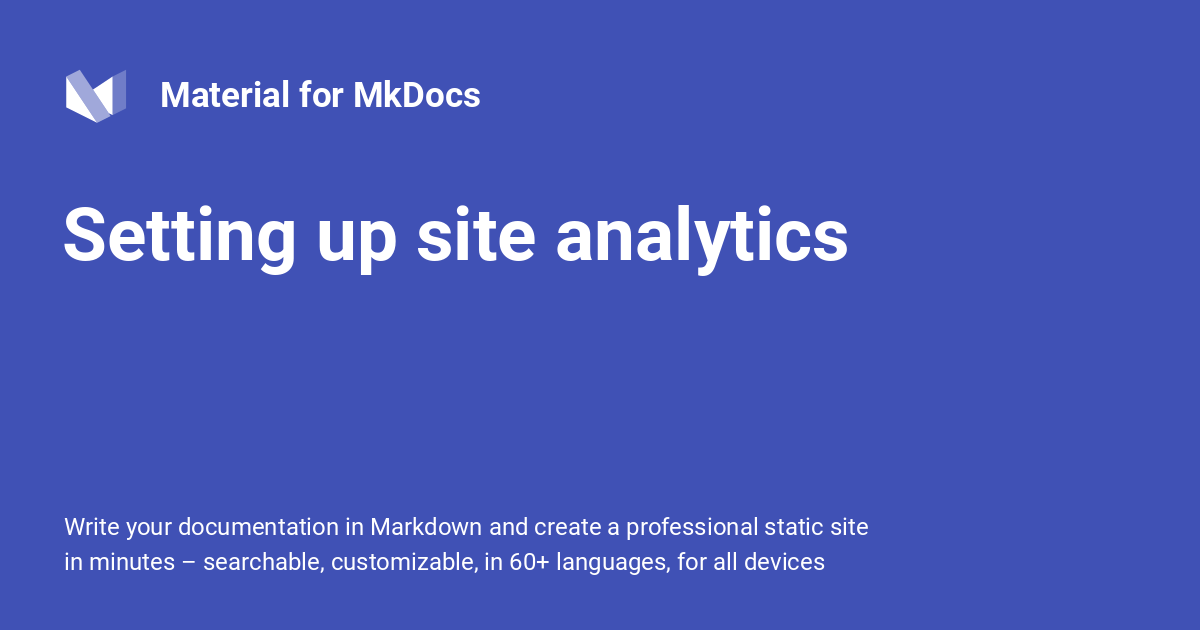 Material for MkDocs
Setting up site analytics
Write your documentation in Markdown and create a professional static site
in minutes – searchable, customizable, in 60+ languages, for all devices